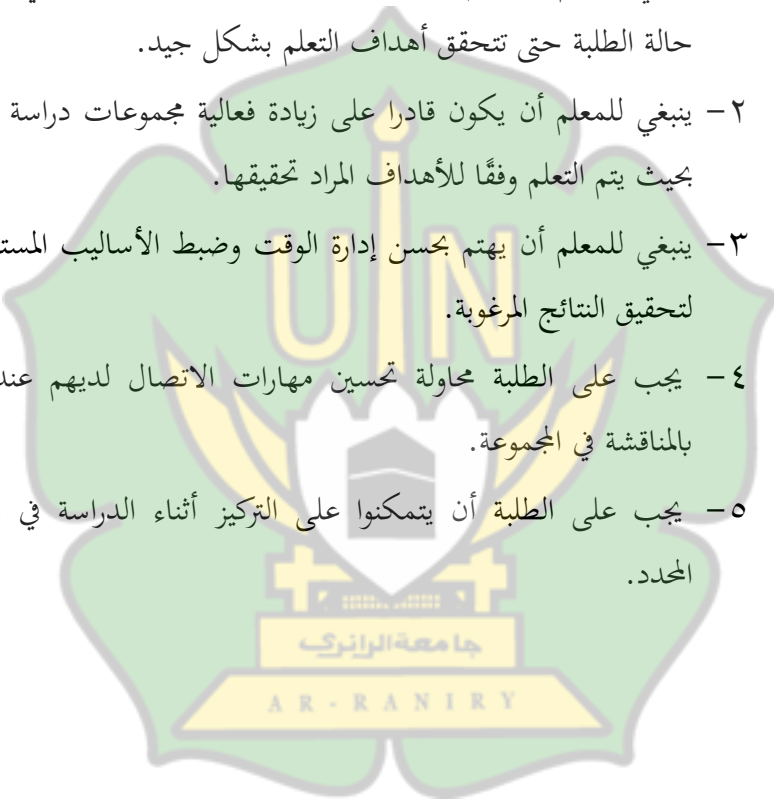 حالة الطلبة حتى تتحقق أهداف التعلم بشكل جيد.
٢- ينبغي للمعلم أن يكون قادرا على زيادة فعالية مجموعات دراسة
بحيث يتم التعلم وفقًا للأهداف المراد تحقيقها.
٣- ينبغي للمعلم أن يهتم بحسن إدارة الوقت وضبط الأساليب
لتحقيق النتائج المرغوبة.
٤- يجب على الطلبة محاولة تحسين مهارات الاتصال لديهم
بالمناقشة في المجموعة.
٥- يجب على الطلبة أن يتمكنوا على التركيز أثناء الدراسة في
المحدد.
UIN
جامعة الرانري
AR-RANIRY